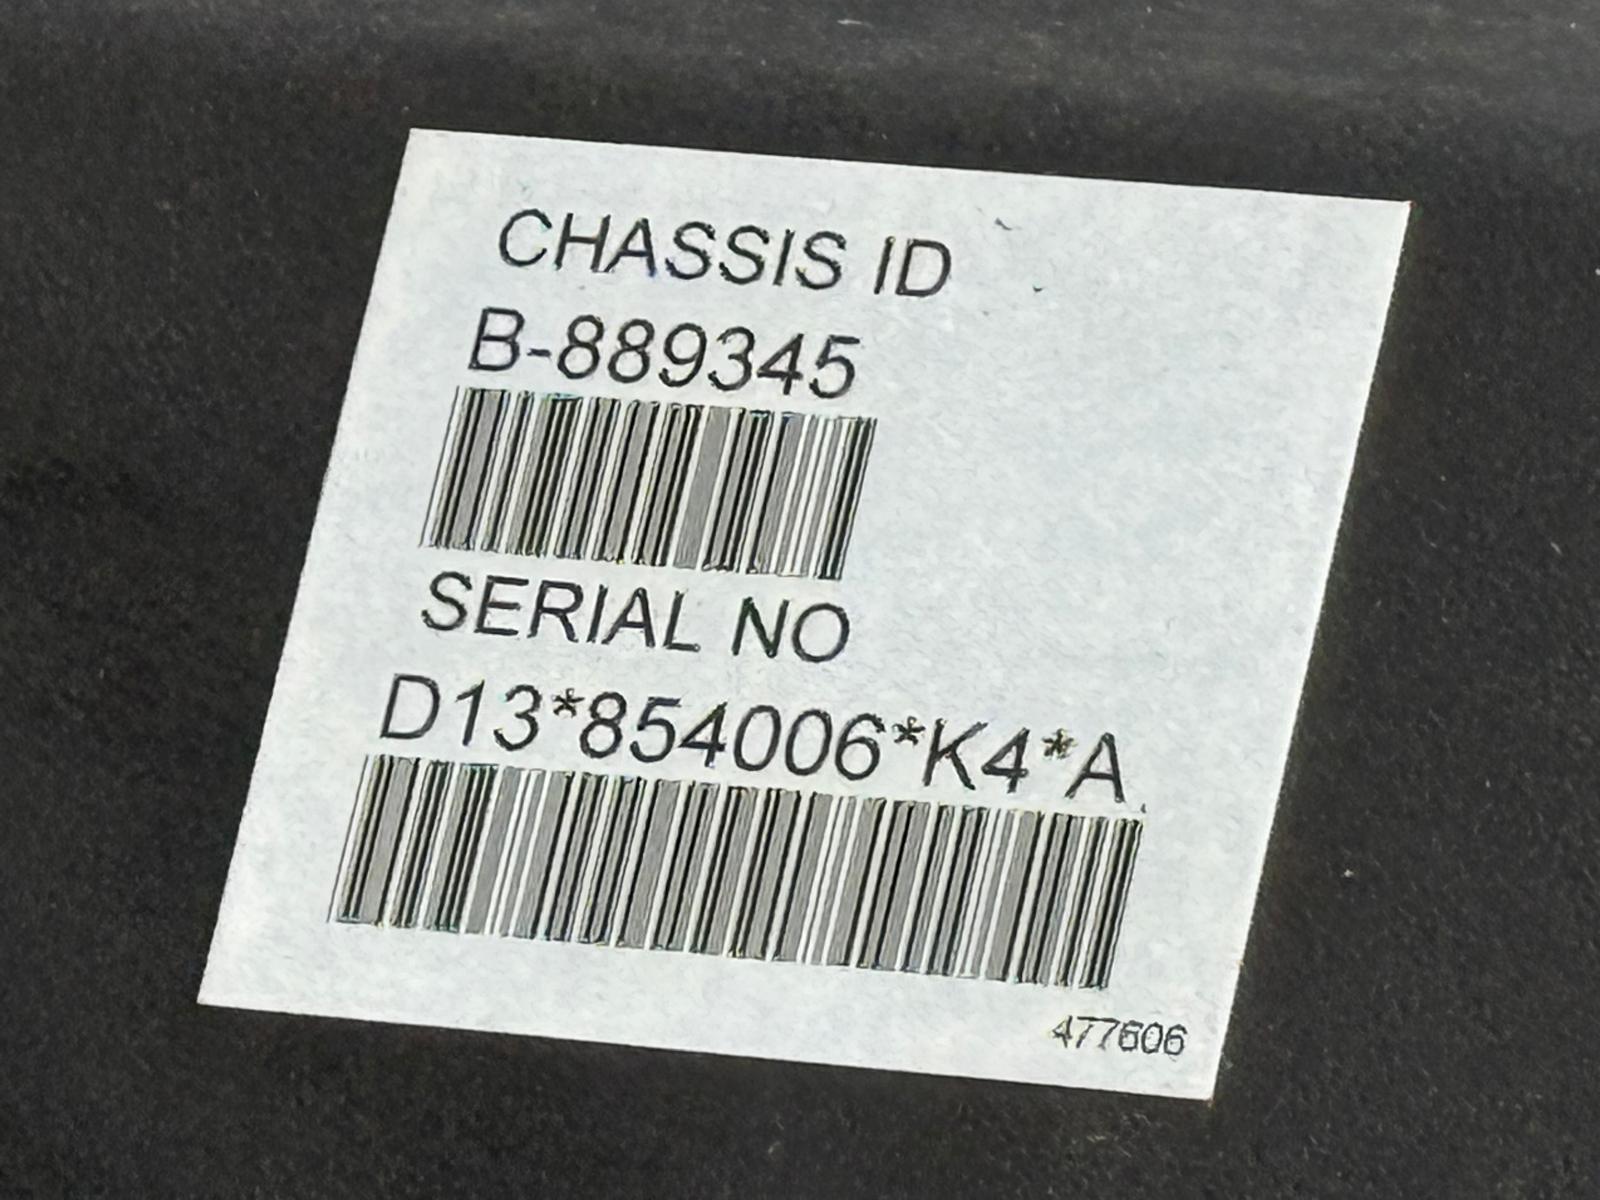 CHASSIS ID
B-889345
SERIAL NO
D13*854006*K4*A
477606